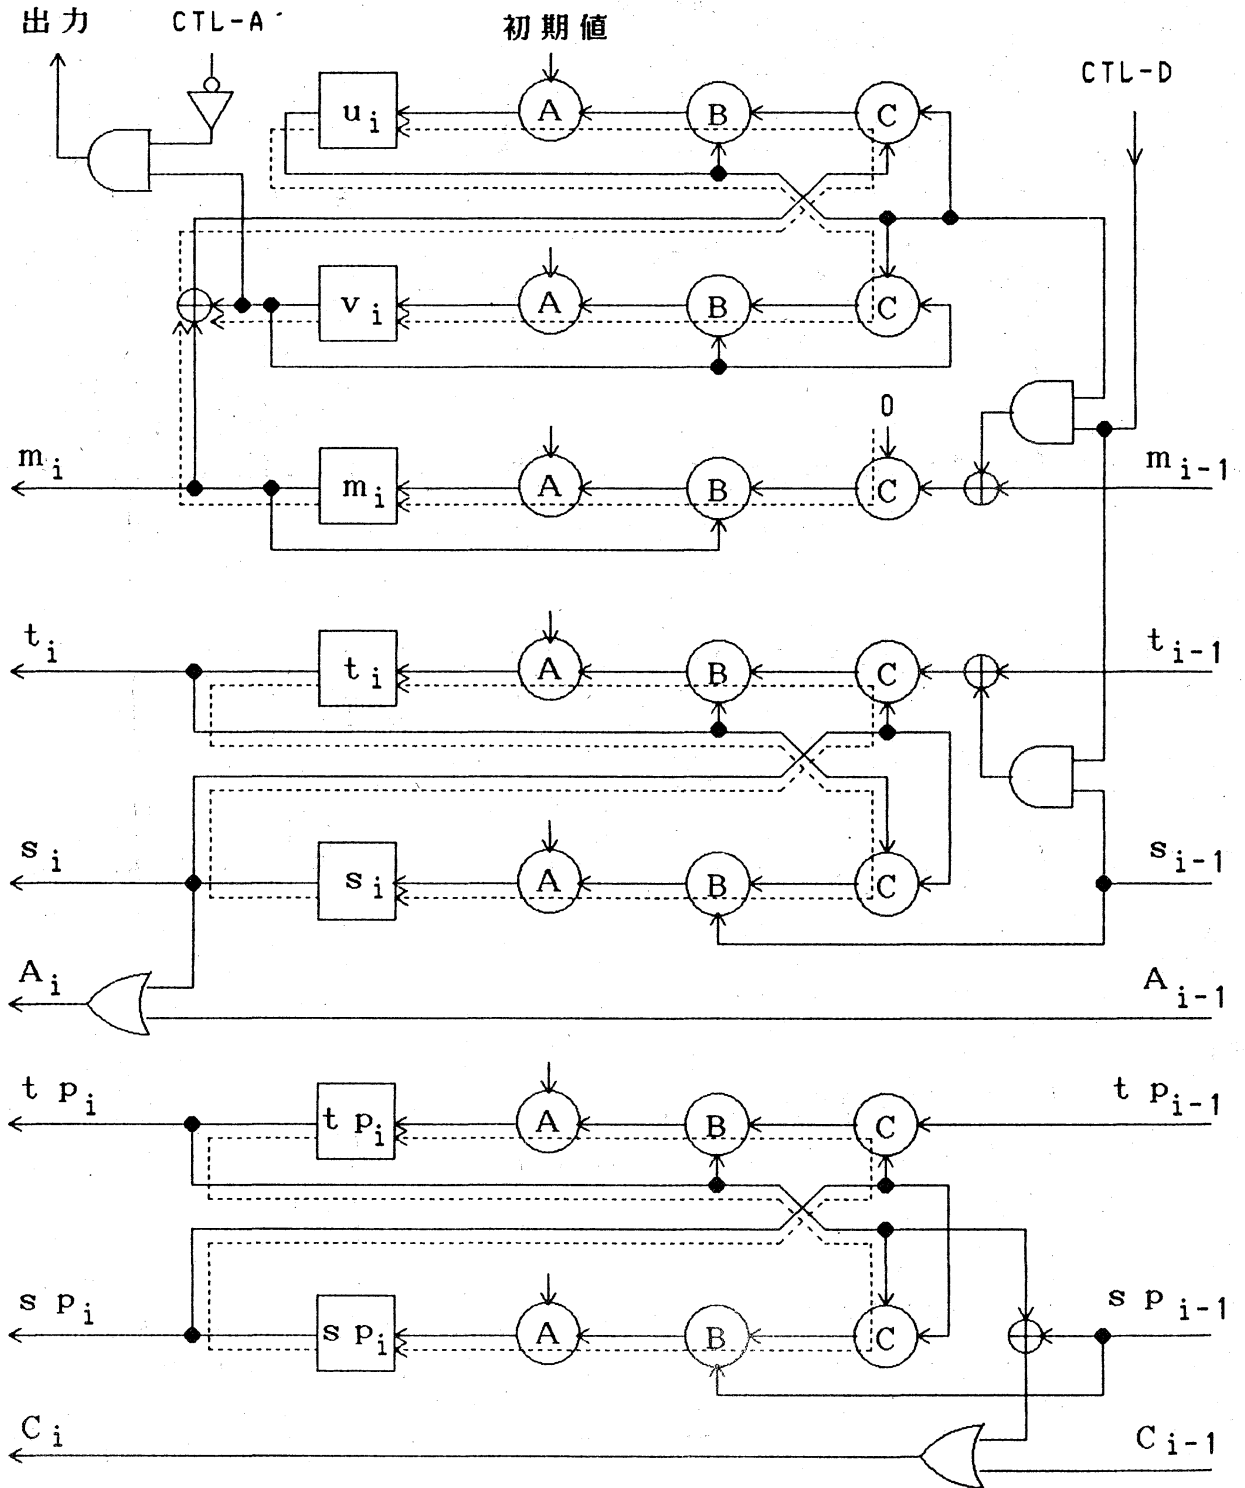 出力 CTL-A 初期値
CTL-D
u i A B C
v i A B C
0
m i m i A B C m i-1
t i t i A B C t i-1
s i s i A B C s i-1
A i A i-1
t p i t p i A B C t p i-1
s p i s p i A B C s p i-1
C i C i-1